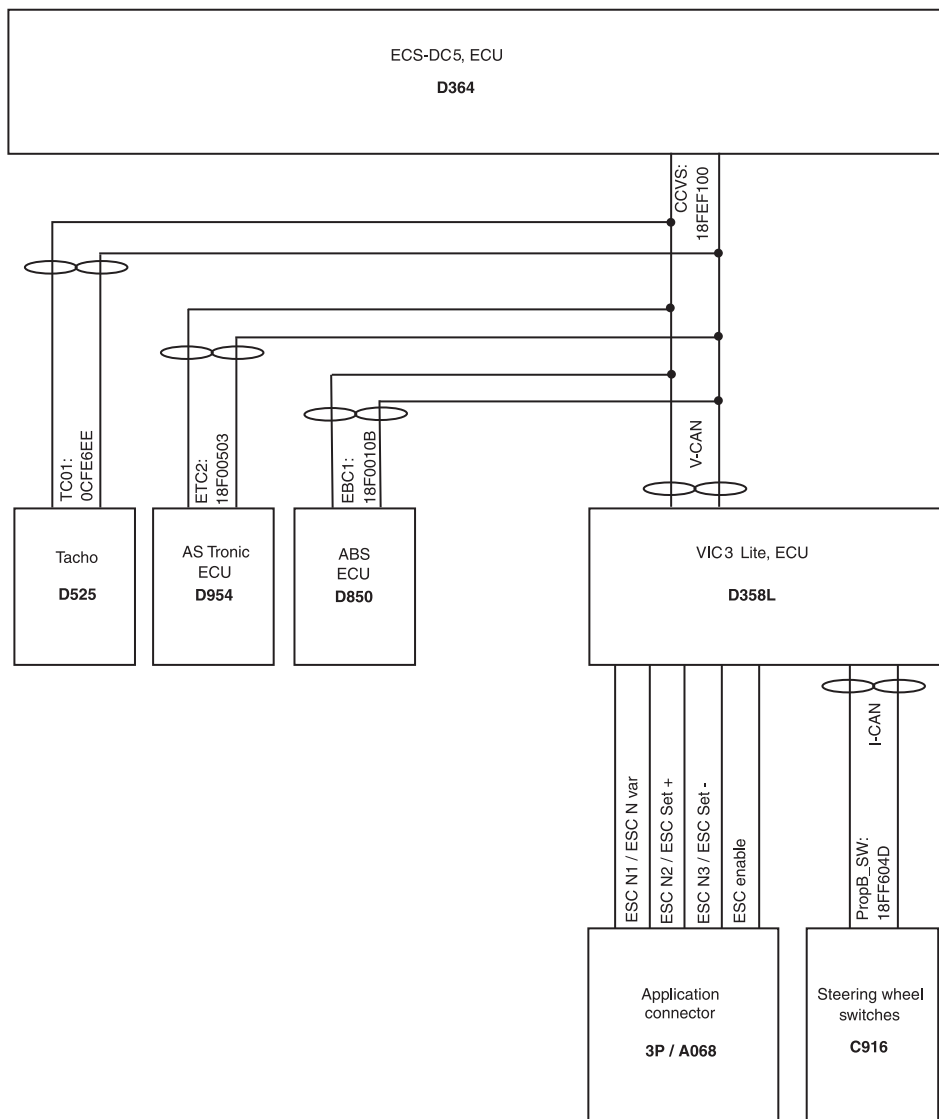 ECS-DC5, ECU
D364
CCVS:
18FEF100
TC01:
0CFE6EE
ETC2:
18F00503
EBC1:
18F0010B
V-CAN
Tacho
D525
AS Tronic
ECU
D954
ABS
ECU
D850
VIC3 Lite, ECU
D358L
ESC N1 / ESC N var
ESC N2 / ESC Set +
ESC N3 / ESC Set -
ESC enable
I-CAN
PropB_SW:
18FF604D
Application
connector
3P / A068
Steering wheel
switches
C916